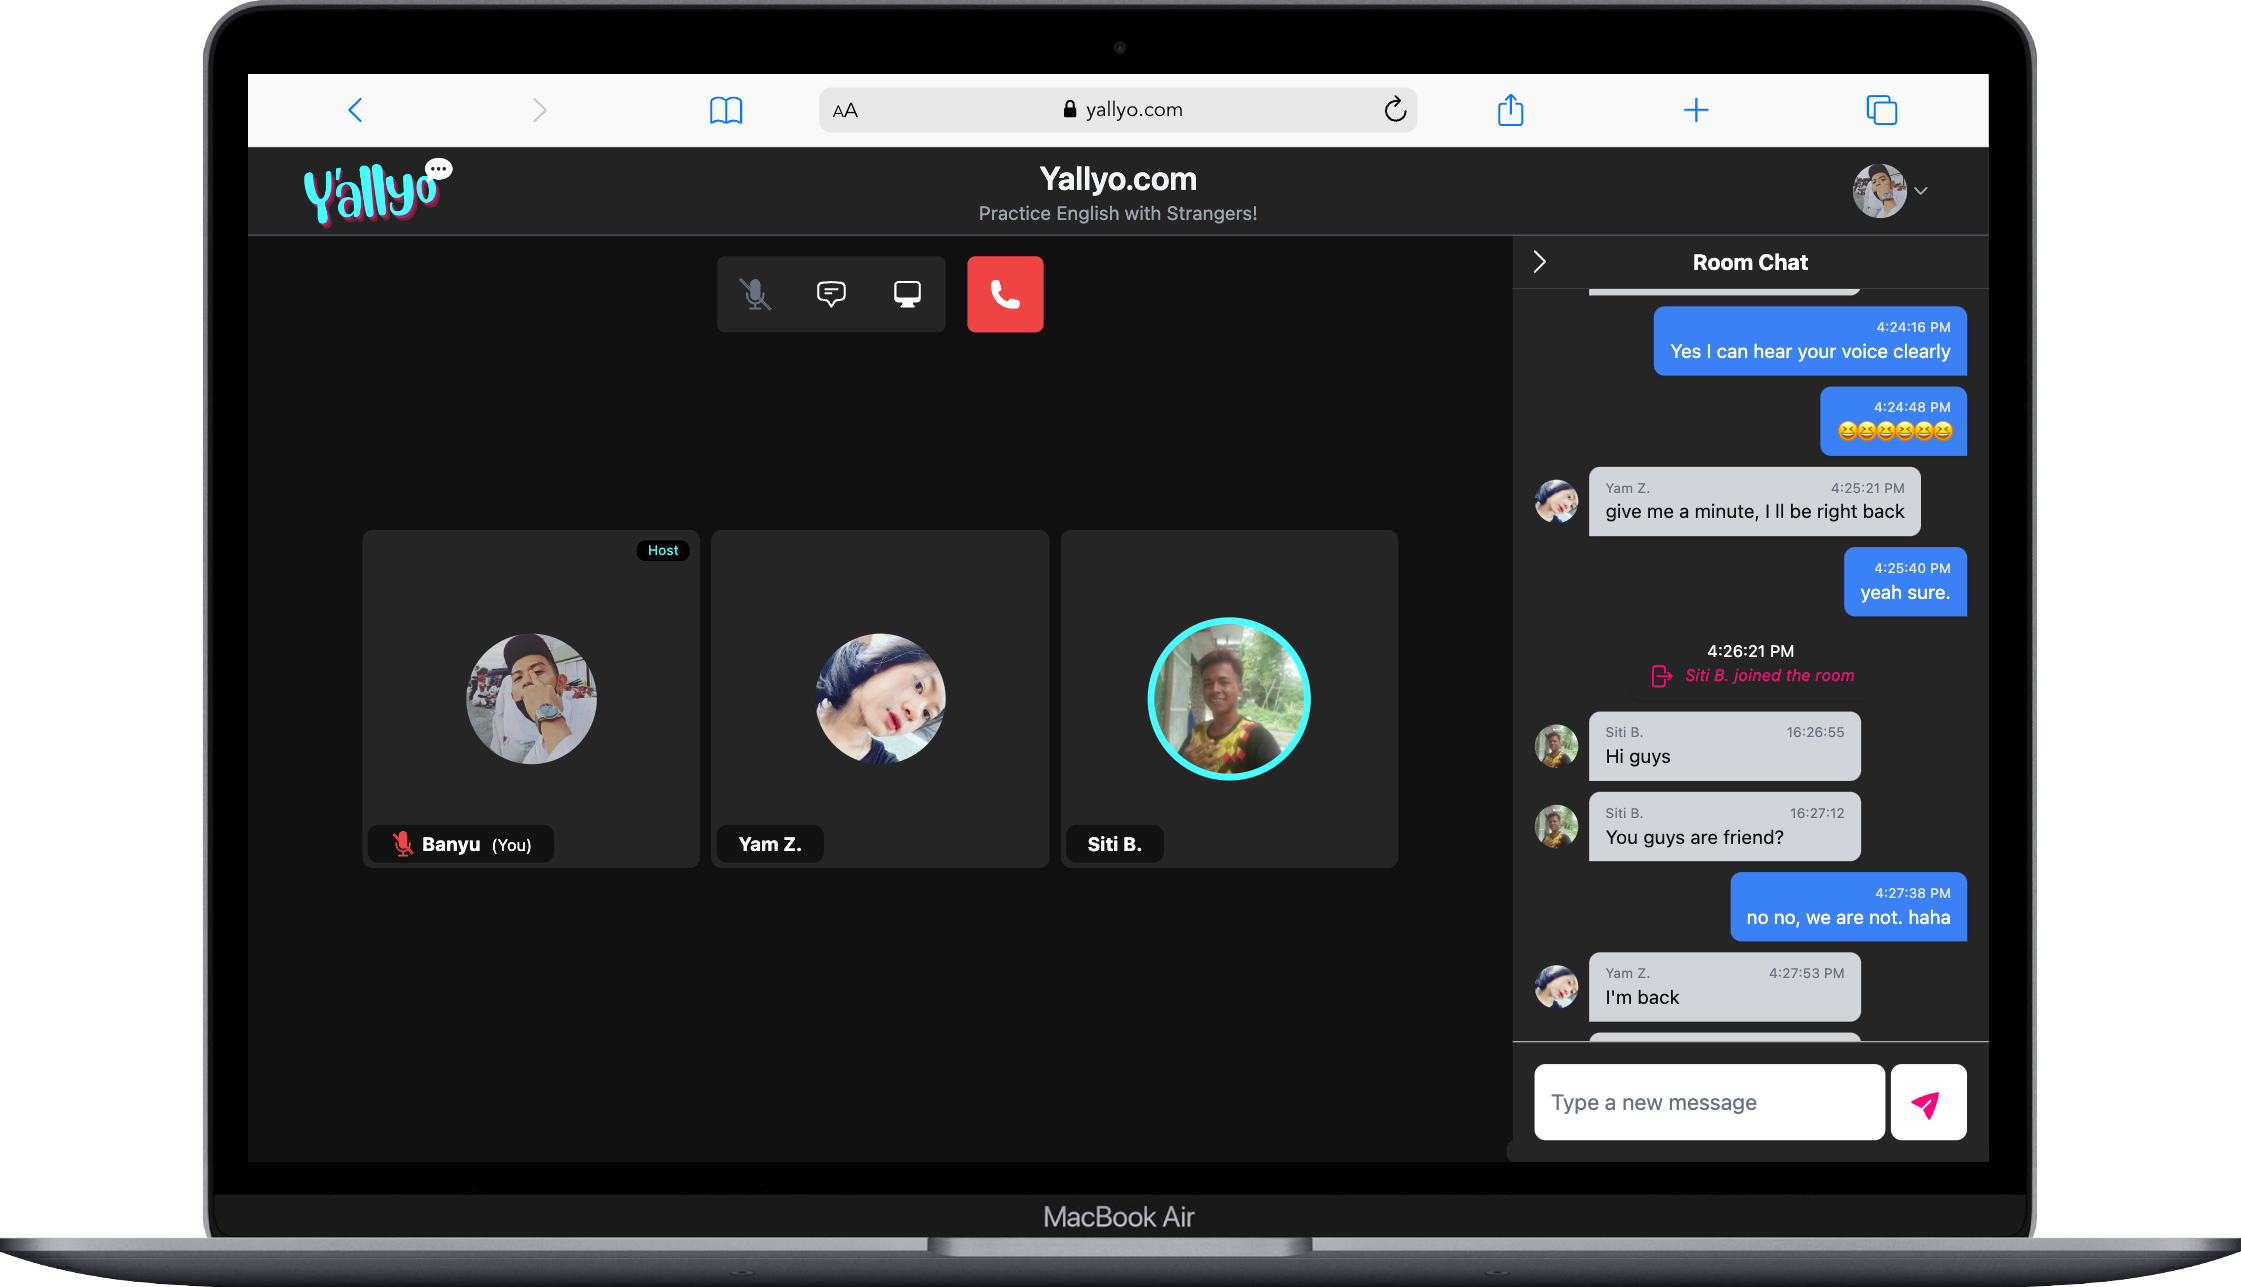 AA
yallyo.com
Y'allyo
Yallyo.com
Practice English with Strangers!
Host
Banyu (You)
Yam Z.
Siti B.
Room Chat
4:24:16 PM
Yes I can hear your voice clearly
4:24:48 PM
😆😆😆😆😆😆
Yam Z. 4:25:21 PM
give me a minute, I ll be right back
4:25:40 PM
yeah sure.
4:26:21 PM
Siti B. joined the room
Siti B. 16:26:55
Hi guys
Siti B. 16:27:12
You guys are friend?
4:27:38 PM
no no, we are not. haha
Yam Z. 4:27:53 PM
I'm back
Type a new message
MacBook Air